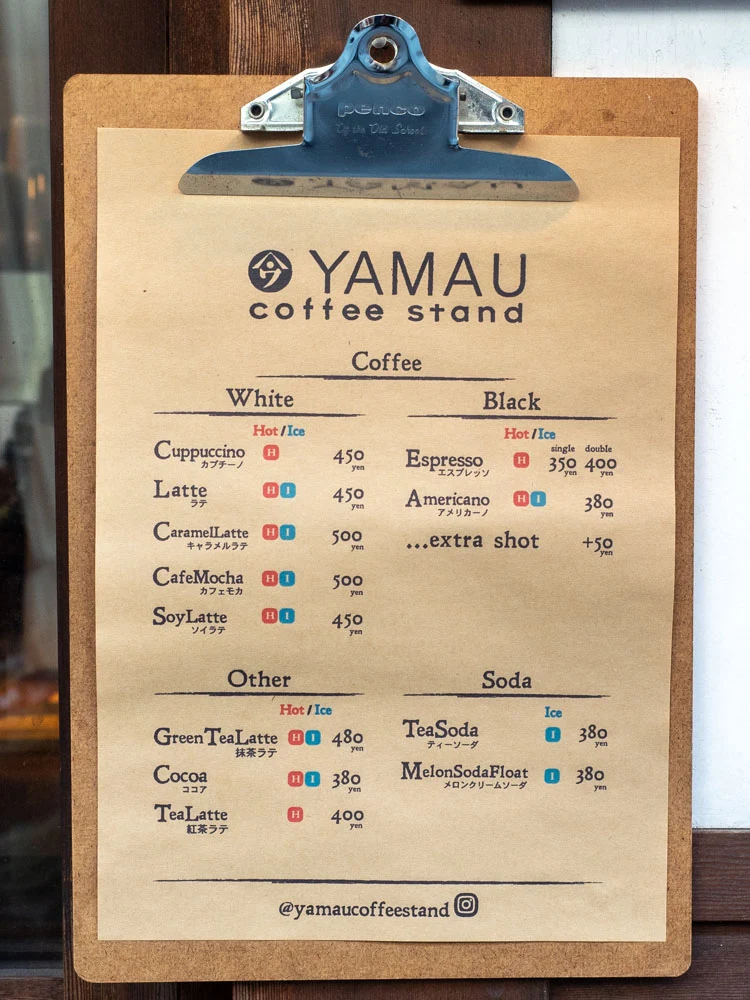 penco
YAMAU
coffee stand
Coffee
White
Hot/Ice
Cuppuccino H 450 yen
カプチーノ
Latte H I 450 yen
ラテ
CaramelLatte H I 500 yen
キャラメルラテ
CafeMocha H I 500 yen
カフェモカ
SoyLatte H I 450 yen
ソイラテ
Black
Hot/Ice
single double
Espresso H 350 yen 400 yen
エスプレッソ
Americano H I 380 yen
アメリカーノ
...extra shot +50 yen
Other
Hot/Ice
GreenTeaLatte H I 480 yen
抹茶ラテ
Cocoa H I 380 yen
ココア
TeaLatte H 400 yen
紅茶ラテ
Soda
Ice
TeaSoda I 380 yen
ティーソーダ
MelonSodaFloat I 380 yen
メロンクリームソーダ
@yamaucoffeestand